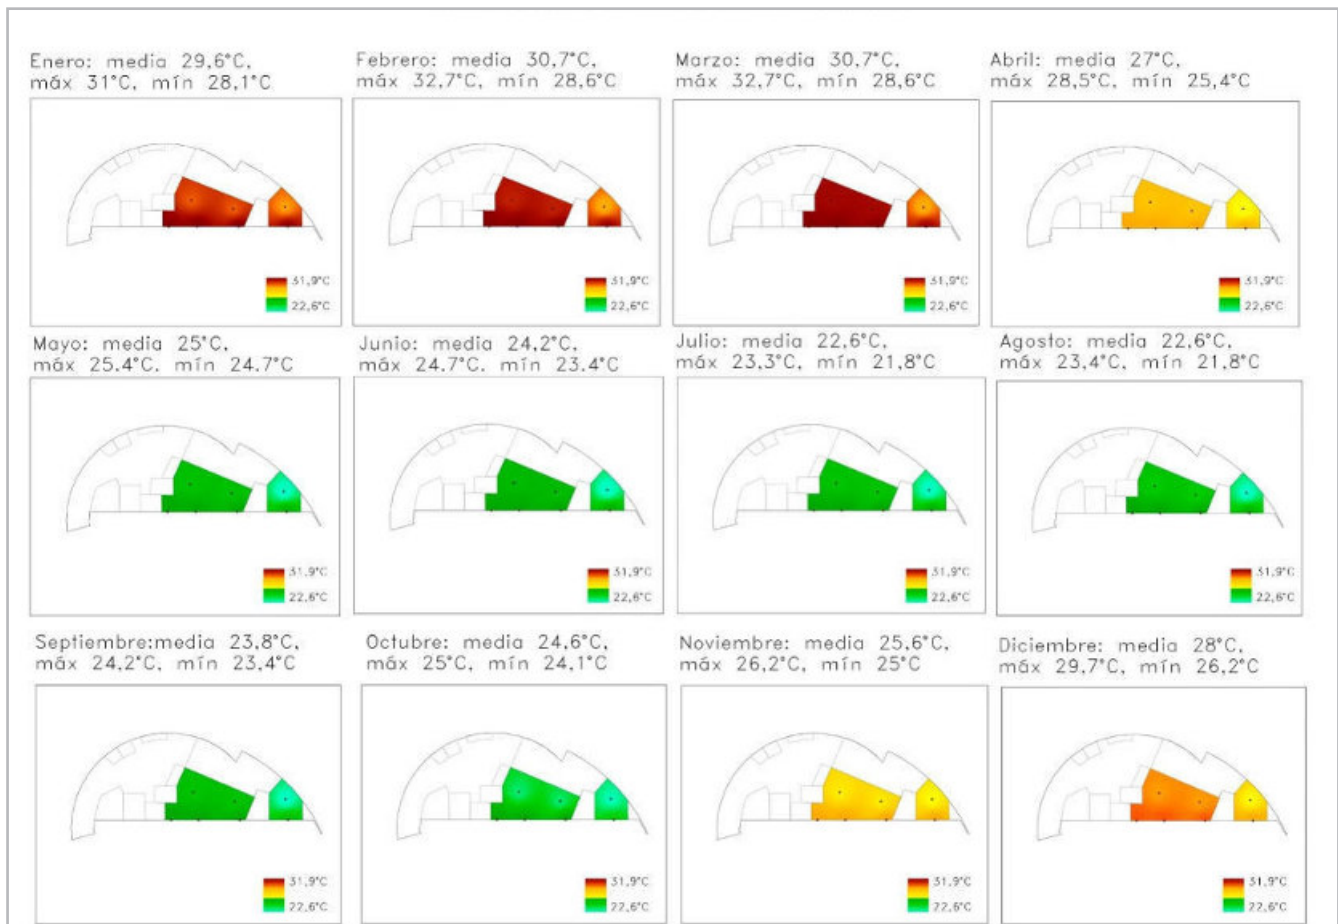 Enero: media 29,6°C,
máx 31°C, mín 28,1°C
Febrero: media 30,7°C,
máx 32,7°C, mín 28,6°C
Marzo: media 30,7°C,
máx 32,7°C, mín 28,6°C
Abril: media 27°C,
máx 28,5°C, mín 25,4°C
31,9°C
22,6°C
31,9°C
22,6°C
31,9°C
22,6°C
31,9°C
22,6°C
Mayo: media 25°C,
máx 25.4°C, mín 24.7°C
Junio: media 24,2°C,
máx 24.7°C, mín 23.4°C
Julio: media 22,6°C,
máx 23,3°C, mín 21,8°C
Agosto: media 22,6°C,
máx 23,4°C, mín 21,8°C
31,9°C
22,6°C
31,9°C
22,6°C
31,9°C
22,6°C
31,9°C
22,6°C
Septiembre:media 23,8°C,
máx 24,2°C, mín 23,4°C
Octubre: media 24,6°C,
máx 25°C, mín 24,1°C
Noviembre: media 25,6°C,
máx 26,2°C, mín 25°C
Diciembre: media 28°C,
máx 29,7°C, mín 26,2°C
31,9°C
22,6°C
31,9°C
22,6°C
31,9°C
22,6°C
31,9°C
22,6°C